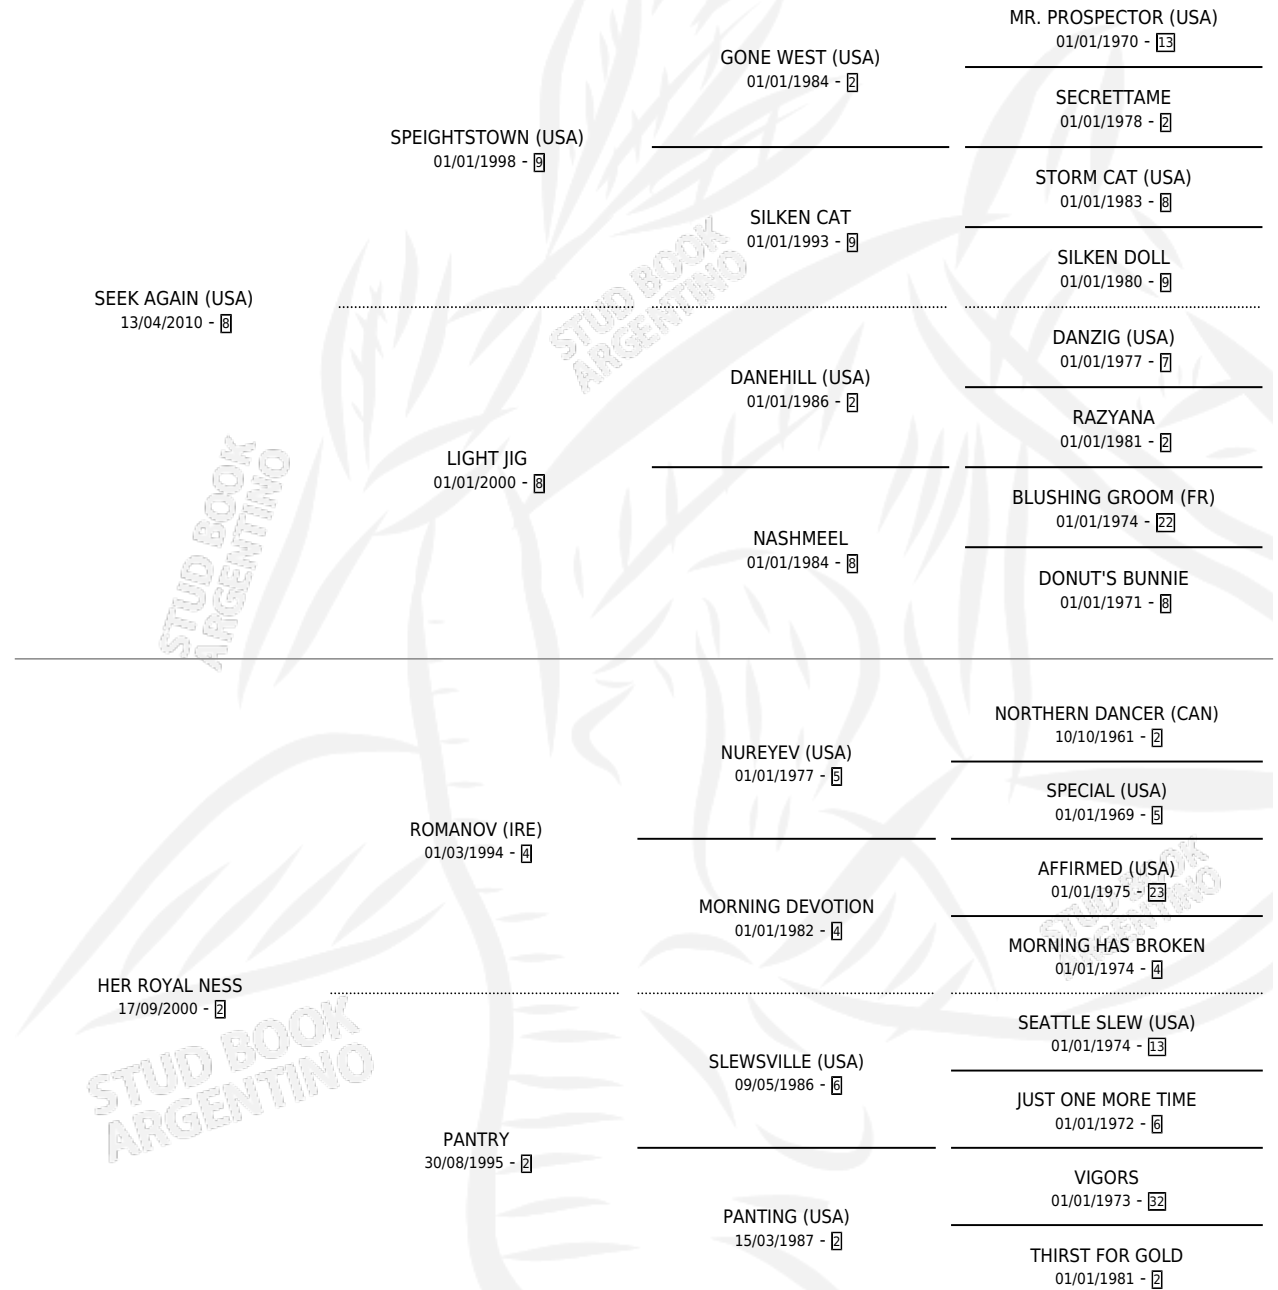 MR. PROSPECTOR (USA)
01/01/1970 - 13
GONE WEST (USA)
01/01/1984 - 2
SECRETTAME
01/01/1978 - 2
SPEIGHTSTOWN (USA)
01/01/1998 - 9
STORM CAT (USA)
01/01/1983 - 8
SILKEN CAT
01/01/1993 - 9
SILKEN DOLL
01/01/1980 - 9
SEEK AGAIN (USA)
13/04/2010 - 8
DANZIG (USA)
01/01/1977 - 7
DANEHILL (USA)
01/01/1986 - 2
RAZYANA
01/01/1981 - 2
LIGHT JIG
01/01/2000 - 8
BLUSHING GROOM (FR)
01/01/1974 - 22
NASHMEEL
01/01/1984 - 8
DONUT'S BUNNIE
01/01/1971 - 8
NORTHERN DANCER (CAN)
10/10/1961 - 2
NUREYEV (USA)
01/01/1977 - 5
SPECIAL (USA)
01/01/1969 - 5
ROMANOV (IRE)
01/03/1994 - 4
AFFIRMED (USA)
01/01/1975 - 23
MORNING DEVOTION
01/01/1982 - 4
MORNING HAS BROKEN
01/01/1974 - 4
HER ROYAL NESS
17/09/2000 - 2
SEATTLE SLEW (USA)
01/01/1974 - 13
SLEWSVILLE (USA)
09/05/1986 - 6
JUST ONE MORE TIME
01/01/1972 - 6
PANTRY
30/08/1995 - 2
VIGORS
01/01/1973 - 32
PANTING (USA)
15/03/1987 - 2
THIRST FOR GOLD
01/01/1981 - 2
STUD BOOK
ARGENTINO
STUD BOOK
ARGENTINO
STUD BOOK
ARGENTINO
STUD BOOK
ARGENTINO